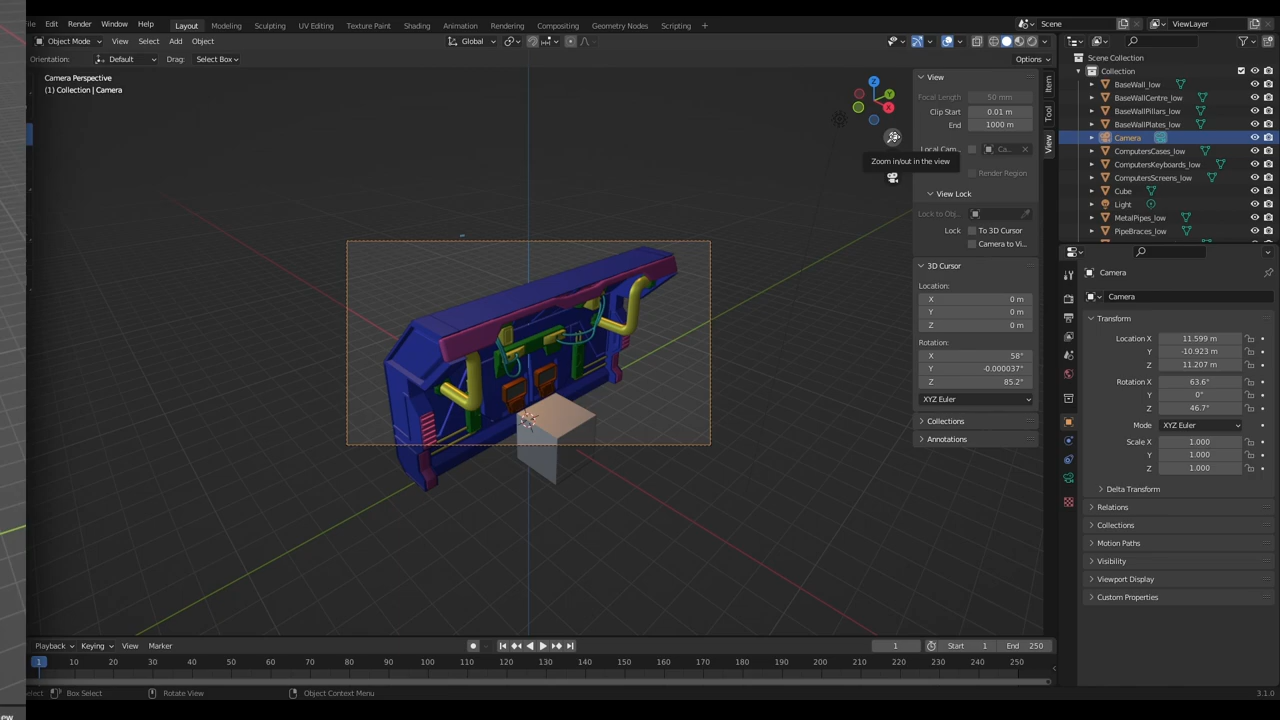 File Edit Render Window Help Layout Modeling Sculpting UV Editing Texture Paint Shading Animation Rendering Compositing Geometry Nodes Scripting + Scene ViewLayer
Object Mode View Select Add Object Global
Orientation: Default Drag: Select Box Options
Camera Perspective
(1) Collection | Camera
Z
Y
X
Zoom in/out in the view
View
Focal Length 50 mm
Clip Start 0.01 m
End 1000 m
Local Cam... Ca...
Render Region
View Lock
Lock to Obj...
Lock To 3D Cursor
Camera to Vi...
3D Cursor
Location:
X 0 m
Y 0 m
Z 0 m
Rotation:
X 58°
Y -0.000037°
Z 85.2°
XYZ Euler
Collections
Annotations
Item
Tool
View
Scene Collection
Collection
BaseWall_low
BaseWallCentre_low
BaseWallPillars_low
BaseWallPlates_low
Camera
ComputersCases_low
ComputersKeyboards_low
ComputersScreens_low
Cube
Light
MetalPipes_low
PipeBraces_low
Camera
Camera
Transform
Location X 11.599 m
Y -10.923 m
Z 11.207 m
Rotation X 63.6°
Y 0°
Z 46.7°
Mode XYZ Euler
Scale X 1.000
Y 1.000
Z 1.000
Delta Transform
Relations
Collections
Motion Paths
Visibility
Viewport Display
Custom Properties
Playback Keying View Marker 1 Start 1 End 250
1 10 20 30 40 50 60 70 80 90 100 110 120 130 140 150 160 170 180 190 200 210 220 230 240 250
Select Box Select Rotate View Object Context Menu 3.1.0